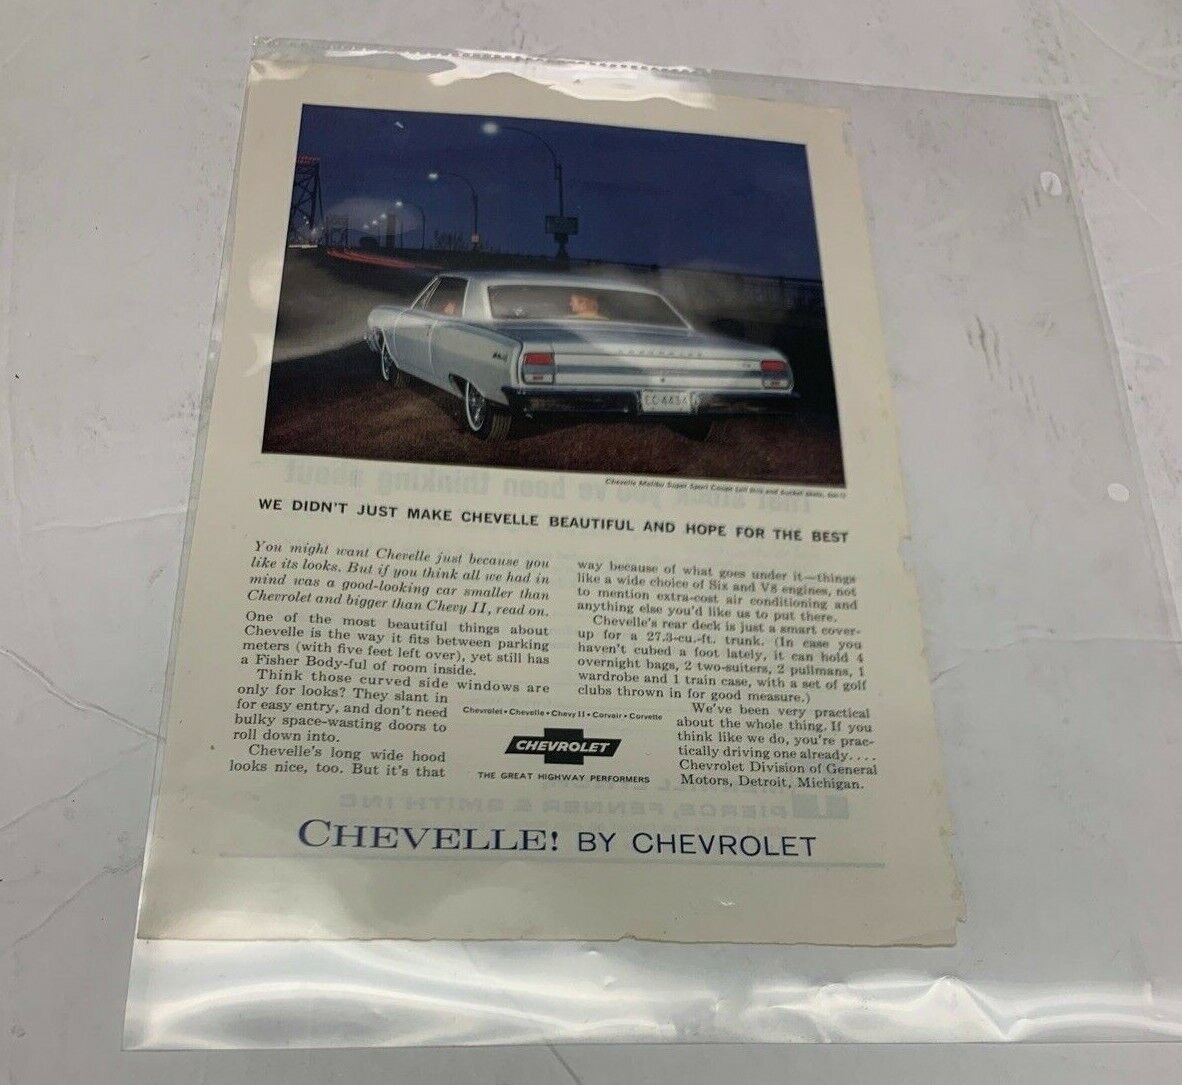 CHEVROLET
EC·4434
Chevelle Malibu Super Sport Coupe
WE DIDN'T JUST MAKE CHEVELLE BEAUTIFUL AND HOPE FOR THE BEST
You might want Chevelle just because you
like its looks. But if you think all we had in
mind was a good-looking car smaller than
Chevrolet and bigger than Chevy II, read on.
One of the most beautiful things about
Chevelle is the way it fits between parking
meters (with five feet left over), yet still has
a Fisher Body-ful of room inside.
Think those curved side windows are
only for looks? They slant in
for easy entry, and don't need
bulky space-wasting doors to
roll down into.
Chevelle's long wide hood
looks nice, too. But it's that
way because of what goes under it—things
like a wide choice of Six and V8 engines, not
to mention extra-cost air conditioning and
anything else you'd like us to put there.
Chevelle's rear deck is just a smart cover-
up for a 27.3-cu.-ft. trunk. (In case you
haven't cubed a foot lately, it can hold 4
overnight bags, 2 two-suiters, 2 pullmans, 1
wardrobe and 1 train case, with a set of golf
clubs thrown in for good measure.)
We've been very practical
about the whole thing. If you
think like we do, you're prac-
tically driving one already....
Chevrolet Division of General
Motors, Detroit, Michigan.
Chevrolet • Chevelle • Chevy II • Corvair • Corvette
CHEVROLET
THE GREAT HIGHWAY PERFORMERS
CHEVELLE! BY CHEVROLET